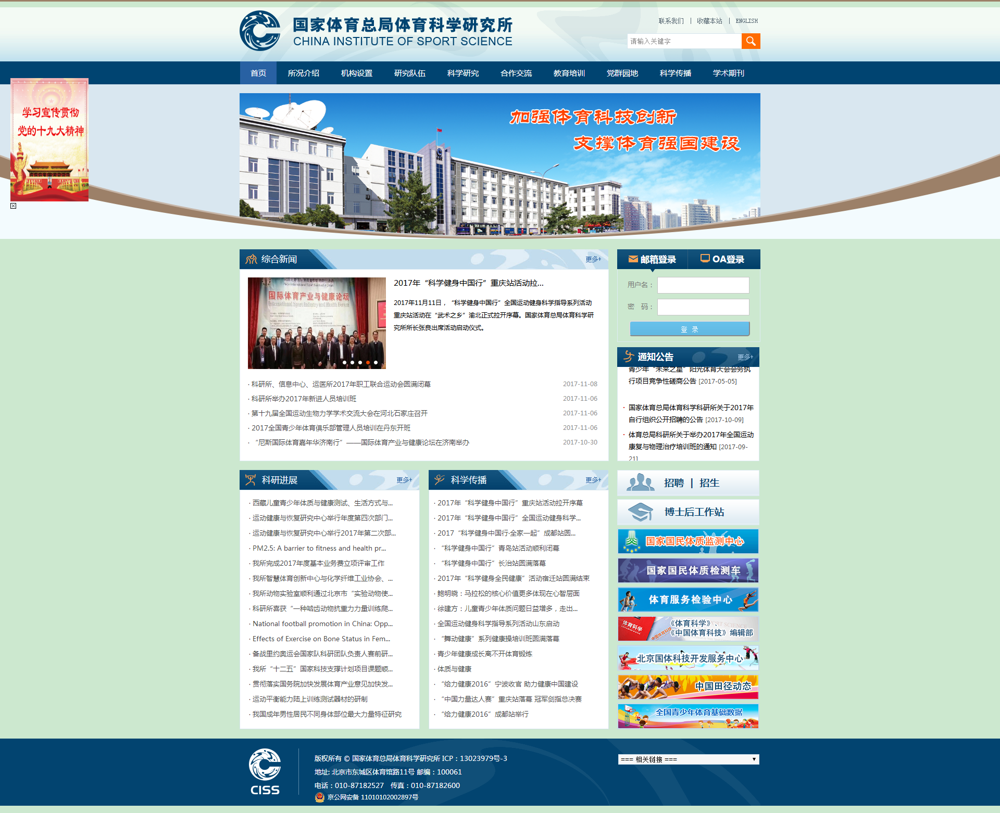 国家体育总局体育科学研究所
CHINA INSTITUTE OF SPORT SCIENCE
联系我们 | 收藏本站 | ENGLISH
请输入关键字
首页 所况介绍 机构设置 研究队伍 科学研究 合作交流 教育培训 党群园地 科学传播 学术期刊
学习宣传贯彻
党的十九大精神
加强体育科技创新
支撑体育强国建设
综合新闻 更多+
国际体育产业与健康论坛
International Sport Industry and Health Forum
2017年“科学健身中国行”重庆站活动拉...
2017年11月11日，“科学健身中国行”全国运动健身科学指导系列活动
重庆站活动在“武术之乡”渝北正式拉开序幕。国家体育总局体育科学研
究所所长张良出席活动启动仪式。
· 科研所、信息中心、运医所2017年职工联合运动会圆满闭幕 2017-11-08
· 科研所举办2017年新进人员培训班 2017-11-06
· 第十九届全国运动生物力学学术交流大会在河北石家庄召开 2017-11-06
· 2017全国青少年体育俱乐部管理人员培训在丹东开班 2017-11-06
· “尼斯国际体育嘉年华济南行”——国际体育产业与健康论坛在济南举办 2017-10-30
邮箱登录 OA登录
用户名：
密 码：
登 录
通知公告 更多+
青少年“未来之星”阳光体育大会会务执
行项目竞争性磋商公告 [2017-05-05]
· 国家体育总局体育科学科研所关于2017年
自行组织公开招聘的公告 [2017-10-09]
· 体育总局科研所关于举办2017年全国运动
康复与物理治疗培训班的通知 [2017-09-
21]
科研进展 更多+
· 西藏儿童青少年体质与健康测试、生活方式与...
· 运动健康与恢复研究中心举行年度第四次部门...
· 运动健康与恢复研究中心举行2017年第二次部...
· PM2.5: A barrier to fitness and health pr...
· 我所完成2017年度基本业务费立项评审工作
· 我所智慧体育创新中心与化学纤维工业协会、...
· 我所动物实验室顺利通过北京市“实验动物使...
· 科研所喜获“一种啮齿动物抗重力力量训练爬...
· National football promotion in China: Opp...
· Effects of Exercise on Bone Status in Fem...
· 备战里约奥运会国家队科研团队负责人赛前研...
· 我所“十二五”国家科技支撑计划项目课题顺...
· 贯彻落实国务院加快发展体育产业意见加快发...
· 运动平衡能力陆上训练测试器材的研制
· 我国成年男性居民不同身体部位最大力量特征研究
科学传播 更多+
· 2017年“科学健身中国行”重庆站活动拉开序幕
· 2017年“科学健身中国行”全国运动健身科学...
· 2017“科学健身中国行·全家一起”成都站圆...
· “科学健身中国行”青岛站活动顺利闭幕
· “科学健身中国行”长治站圆满落幕
· 2017年“科学健身全民健康”活动宿迁站圆满结束
· 鲍明晓：马拉松的核心价值更多体现在心智层面
· 徐建方：儿童青少年体质问题日益增多，走出...
· 全国运动健身科学指导系列活动山东启动
· “舞动健康”系列健康操培训班圆满落幕
· 青少年健康成长离不开体育锻炼
· 体质与健康
· “给力健康2016”宁波收官 助力健康中国建设
· “中国力量达人赛”重庆站落幕 冠军剑指总决赛
· “给力健康2016”成都站举行
招聘 | 招生
博士后工作站
国家国民体质监测中心
国家国民体质检测车
体育服务检验中心
体育科学
中国体育科技
《体育科学》、
《中国体育科技》编辑部
北京国体科技开发服务中心
中国田径动态
全国青少年体育基础数据
CISS
版权所有 © 国家体育总局体育科学研究所 ICP：13023979号-3
地址: 北京市东城区体育馆路11号 邮编：100061
电话：010-87182527 传真：010-87182600
京公网安备 11010102002897号
=== 相关链接 ===